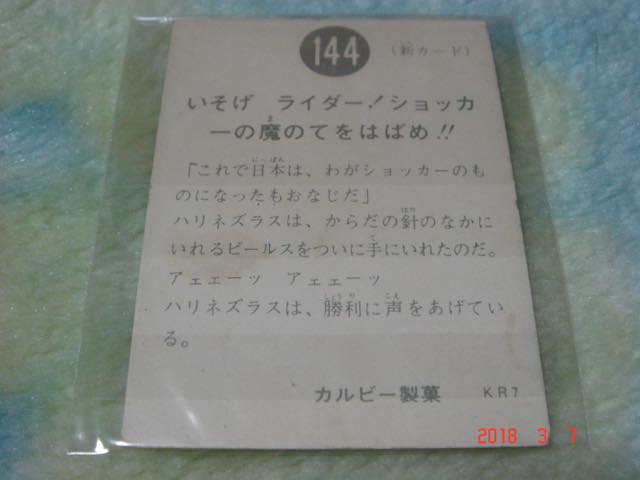 144
(新カード)
いそげ ライダー!ショッカ
ーの魔のてをはばめ!!
「これで日本は、わがショッカーのも
のになったもおなじだ」
ハリネズラスは、からだの針のなかに
いれるビールスをついに手にいれたのだ。
アェェーッ アェェーッ
ハリネズラスは、勝利に声をあげてい
る。
カルビー製菓 KR7
2018 3 7